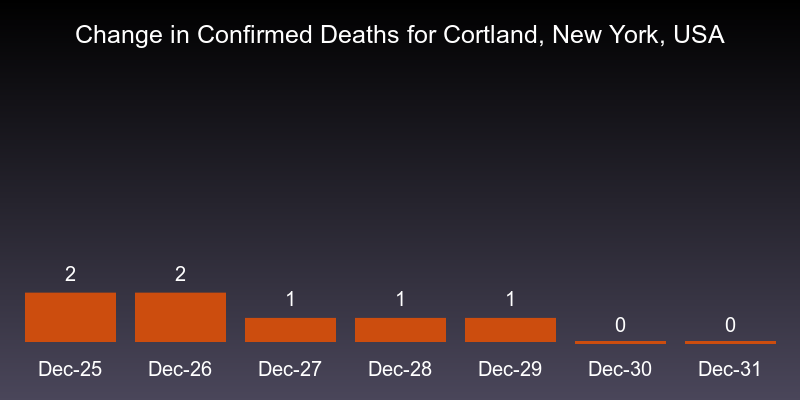 Change in Confirmed Deaths for Cortland, New York, USA
2 2 1 1 1 0 0
Dec-25 Dec-26 Dec-27 Dec-28 Dec-29 Dec-30 Dec-31